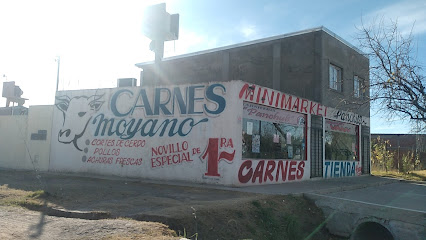 CARNES
Moyano
CORTES DE CERDO
POLLOS
ACHURAS FRESCAS
NOVILLO
ESPECIAL DE 1RA
MINIMARKET
CARNES
TIENDA